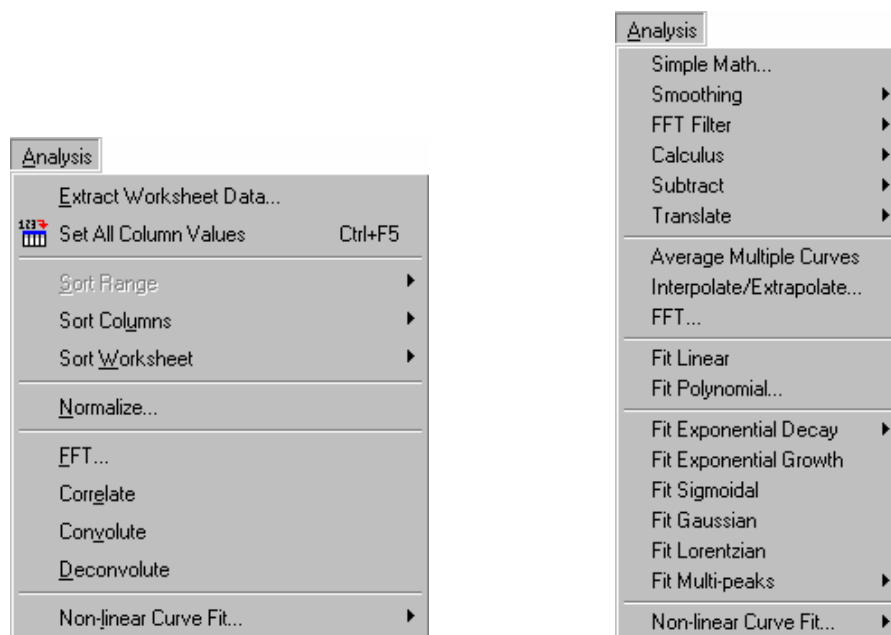 Analysis
Extract Worksheet Data...
123
Set All Column Values Ctrl+F5
Sort Range
Sort Columns
Sort Worksheet
Normalize...
FFT...
Correlate
Convolute
Deconvolute
Non-linear Curve Fit...
Analysis
Simple Math...
Smoothing
FFT Filter
Calculus
Subtract
Translate
Average Multiple Curves
Interpolate/Extrapolate...
FFT...
Fit Linear
Fit Polynomial...
Fit Exponential Decay
Fit Exponential Growth
Fit Sigmoidal
Fit Gaussian
Fit Lorentzian
Fit Multi-peaks
Non-linear Curve Fit...